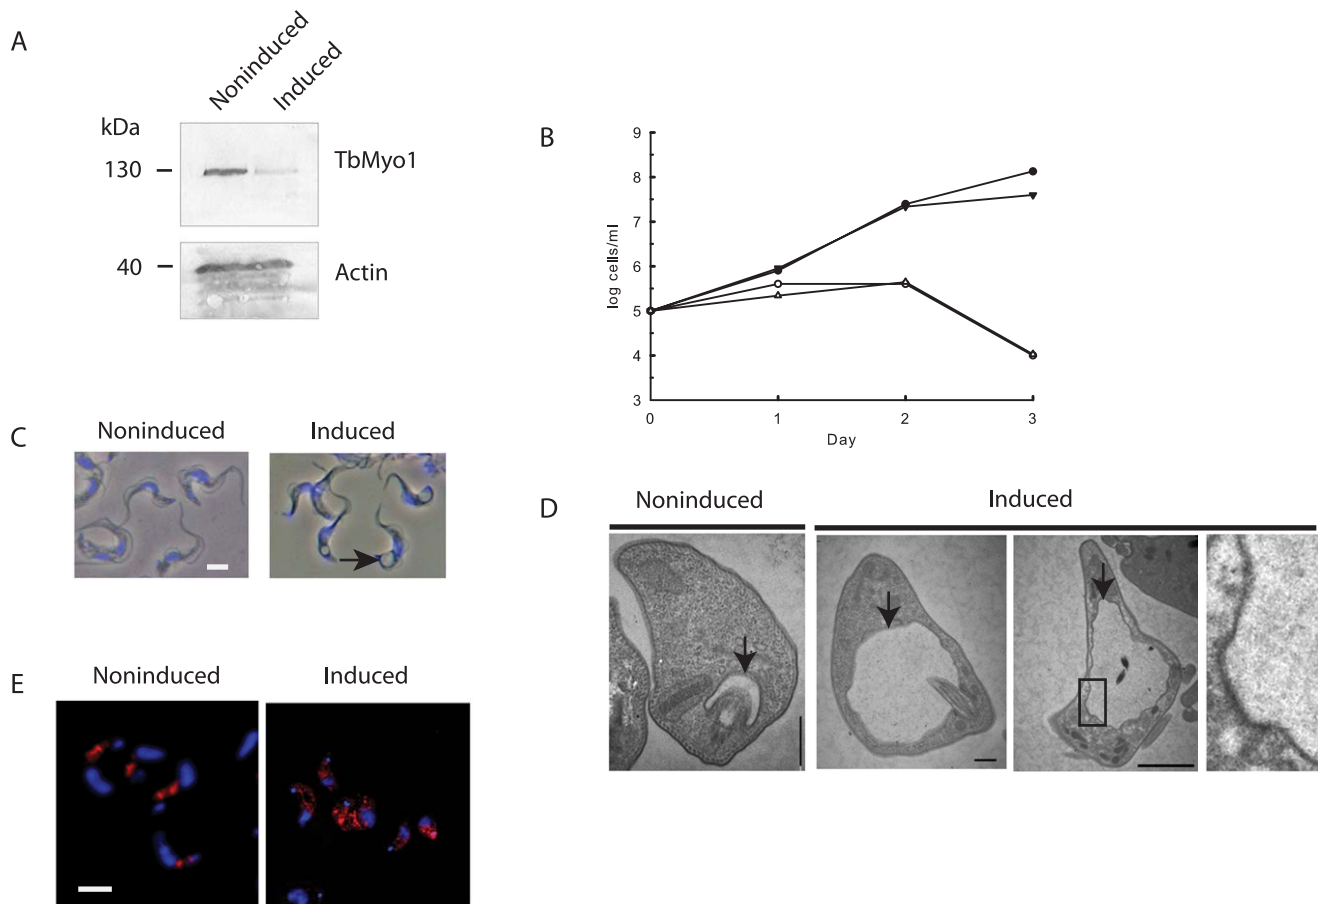 A
Noninduced
Induced
kDa
130
TbMyo1
40
Actin
B
9
8
7
6
5
4
3
log cells/ml
0
1
2
3
Day
C
Noninduced
Induced
D
Noninduced
Induced
E
Noninduced
Induced